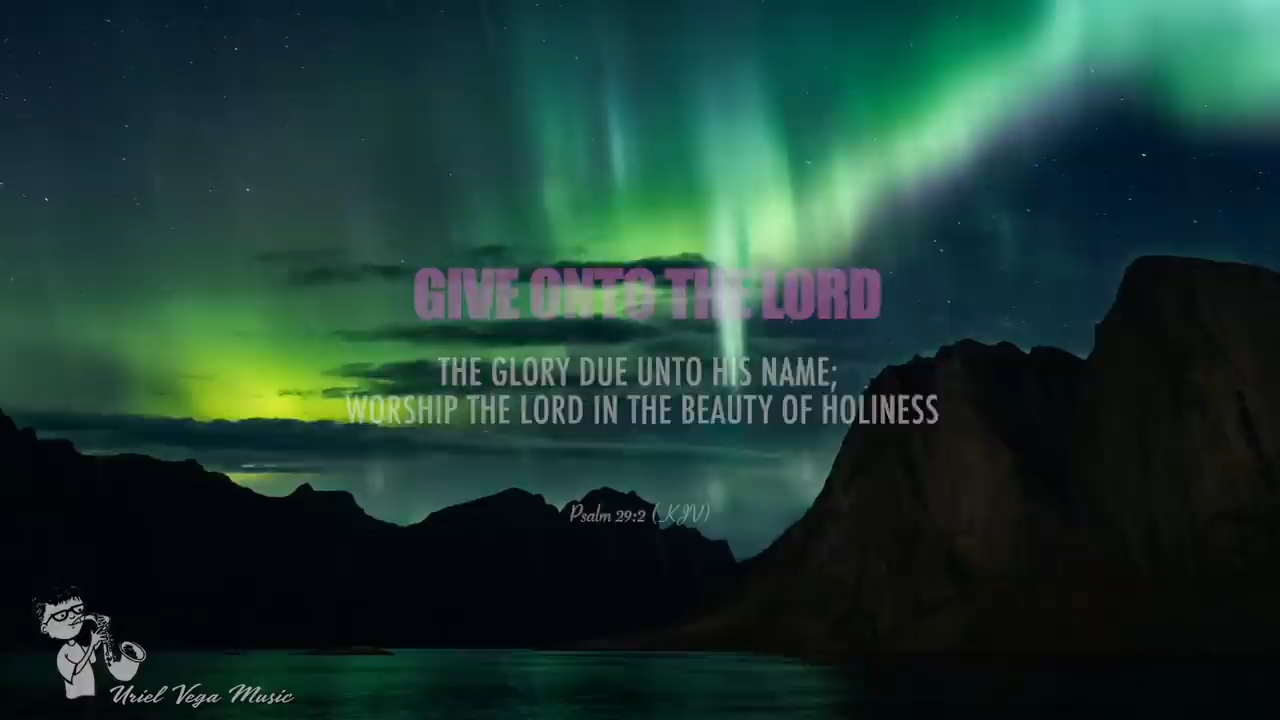 GIVE ONTO THE LORD
THE GLORY DUE UNTO HIS NAME;
WORSHIP THE LORD IN THE BEAUTY OF HOLINESS
Psalm 29:2 (KJV)
Uriel Vega Music